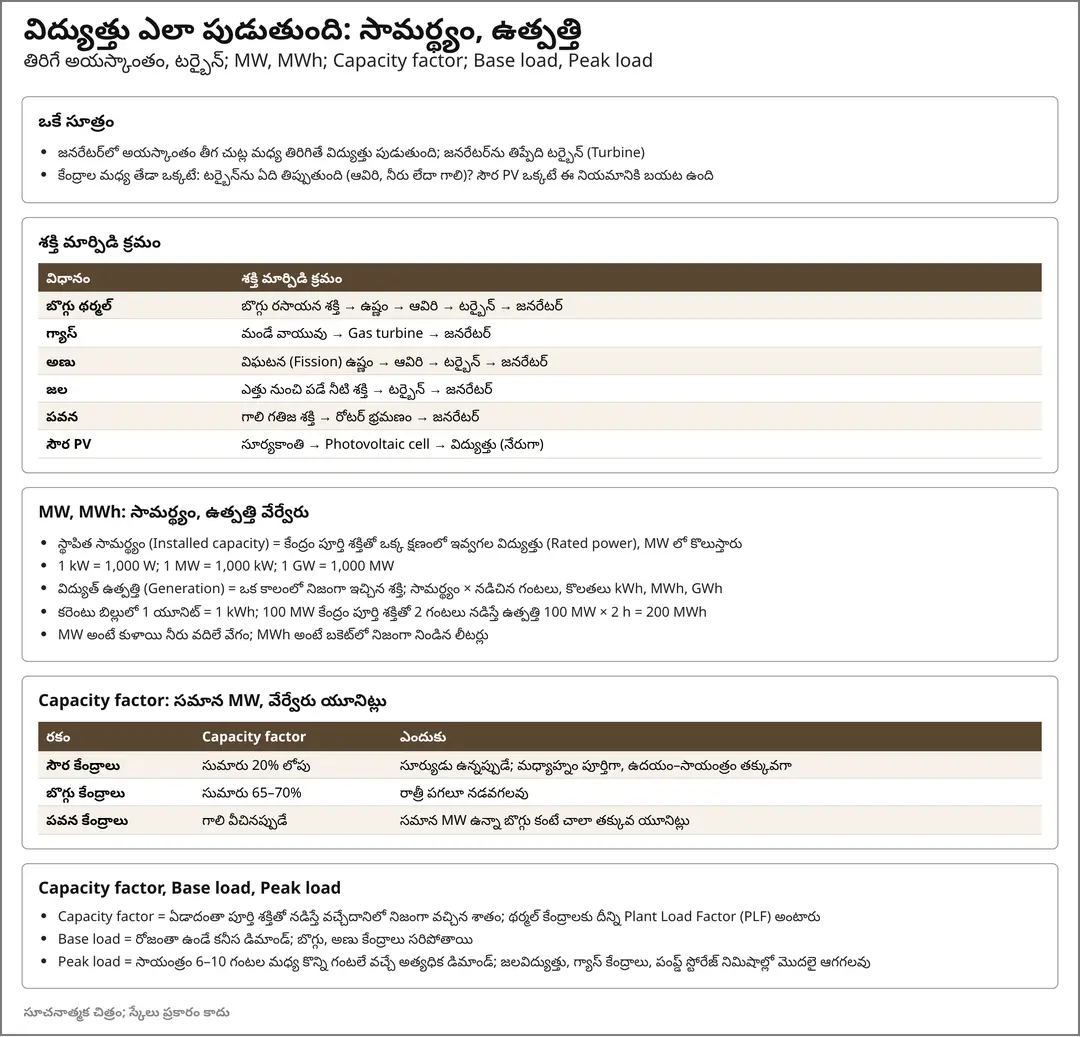 విద్యుత్తు ఎలా పుడుతుంది: సామర్థ్యం, ఉత్పత్తి
తిరిగే అయస్కాంతం, టర్బైన్; MW, MWh; Capacity factor; Base load, Peak load
ఒకే సూత్రం
• జనరేటర్‌లో అయస్కాంతం తీగ చుట్ల మధ్య తిరిగితే విద్యుత్తు పుడుతుంది; జనరేటర్‌ను తిప్పేది టర్బైన్ (Turbine)
• కేంద్రాల మధ్య తేడా ఒక్కటే: టర్బైన్‌ను ఏది తిప్పుతుంది (ఆవిరి, నీరు లేదా గాలి)? సౌర PV ఒక్కటే ఈ నియమానికి బయట ఉంది
శక్తి మార్పిడి క్రమం
విధానం శక్తి మార్పిడి క్రమం
బొగ్గు థర్మల్ బొగ్గు రసాయన శక్తి → ఉష్ణం → ఆవిరి → టర్బైన్ → జనరేటర్
గ్యాస్ మండే వాయువు → Gas turbine → జనరేటర్
అణు విఘటన (Fission) ఉష్ణం → ఆవిరి → టర్బైన్ → జనరేటర్
జల ఎత్తు నుంచి పడే నీటి శక్తి → టర్బైన్ → జనరేటర్
పవన గాలి గతిజ శక్తి → రోటర్ భ్రమణం → జనరేటర్
సౌర PV సూర్యకాంతి → Photovoltaic cell → విద్యుత్తు (నేరుగా)
MW, MWh: సామర్థ్యం, ఉత్పత్తి వేర్వేరు
• స్థాపిత సామర్థ్యం (Installed capacity) = కేంద్రం పూర్తి శక్తితో ఒక్క క్షణంలో ఇవ్వగల విద్యుత్తు (Rated power), MW లో కొలుస్తారు
• 1 kW = 1,000 W; 1 MW = 1,000 kW; 1 GW = 1,000 MW
• విద్యుత్ ఉత్పత్తి (Generation) = ఒక కాలంలో నిజంగా ఇచ్చిన శక్తి; సామర్థ్యం × నడిచిన గంటలు, కొలతలు kWh, MWh, GWh
• కరెంటు బిల్లులో 1 యూనిట్ = 1 kWh; 100 MW కేంద్రం పూర్తి శక్తితో 2 గంటలు నడిస్తే ఉత్పత్తి 100 MW × 2 h = 200 MWh
• MW అంటే కుళాయి నీరు వదిలే వేగం; MWh అంటే బకెట్‌లో నిజంగా నిండిన లీటర్లు
Capacity factor: సమాన MW, వేర్వేరు యూనిట్లు
రకం Capacity factor ఎందుకు
సౌర కేంద్రాలు సుమారు 20% లోపు సూర్యుడు ఉన్నప్పుడే; మధ్యాహ్నం పూర్తిగా, ఉదయం–సాయంత్రం తక్కువగా
బొగ్గు కేంద్రాలు సుమారు 65–70% రాత్రీ పగలూ నడవగలవు
పవన కేంద్రాలు గాలి వీచినప్పుడే సమాన MW ఉన్నా బొగ్గు కంటే చాలా తక్కువ యూనిట్లు
Capacity factor, Base load, Peak load
• Capacity factor = ఏడాదంతా పూర్తి శక్తితో నడిస్తే వచ్చేదానిలో నిజంగా వచ్చిన శాతం; థర్మల్ కేంద్రాలకు దీన్ని Plant Load Factor (PLF) అంటారు
• Base load = రోజంతా ఉండే కనీస డిమాండ్; బొగ్గు, అణు కేంద్రాలు సరిపోతాయి
• Peak load = సాయంత్రం 6–10 గంటల మధ్య కొన్ని గంటలే వచ్చే అత్యధిక డిమాండ్; జలవిద్యుత్తు, గ్యాస్ కేంద్రాలు, పంప్డ్ స్టోరేజ్ నిమిషాల్లో మొదలై ఆగగలవు
సూచనాత్మక చిత్రం; స్కేలు ప్రకారం కాదు